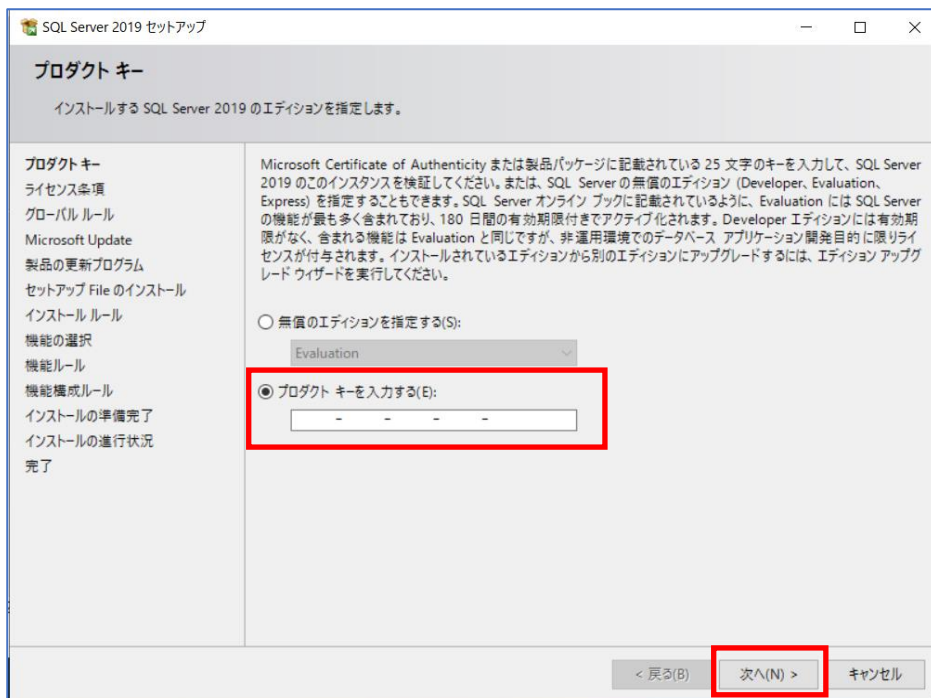 SQL Server 2019 セットアップ
プロダクト キー
インストールする SQL Server 2019 のエディションを指定します。
プロダクト キー
ライセンス条項
グローバル ルール
Microsoft Update
製品の更新プログラム
セットアップ File のインストール
インストール ルール
機能の選択
機能ルール
機能構成ルール
インストールの準備完了
インストールの進行状況
完了
Microsoft Certificate of Authenticity または製品パッケージに記載されている 25 文字のキーを入力して、SQL Server
2019 のこのインスタンスを検証してください。または、SQL Server の無償のエディション (Developer、Evaluation、
Express) を指定することもできます。SQL Server オンライン ブックに記載されているように、Evaluation には SQL Server
の機能が最も多く含まれており、180 日間の有効期限付きでアクティブ化されます。Developer エディションには有効期
限がなく、含まれる機能は Evaluation と同じですが、非運用環境でのデータベース アプリケーション開発目的に限りライ
センスが付与されます。インストールされているエディションから別のエディションにアップグレードするには、エディション アップグ
レード ウィザードを実行してください。
無償のエディションを指定する(S):
Evaluation
プロダクト キーを入力する(E):
- - - -
< 戻る(B)
次へ(N) >
キャンセル